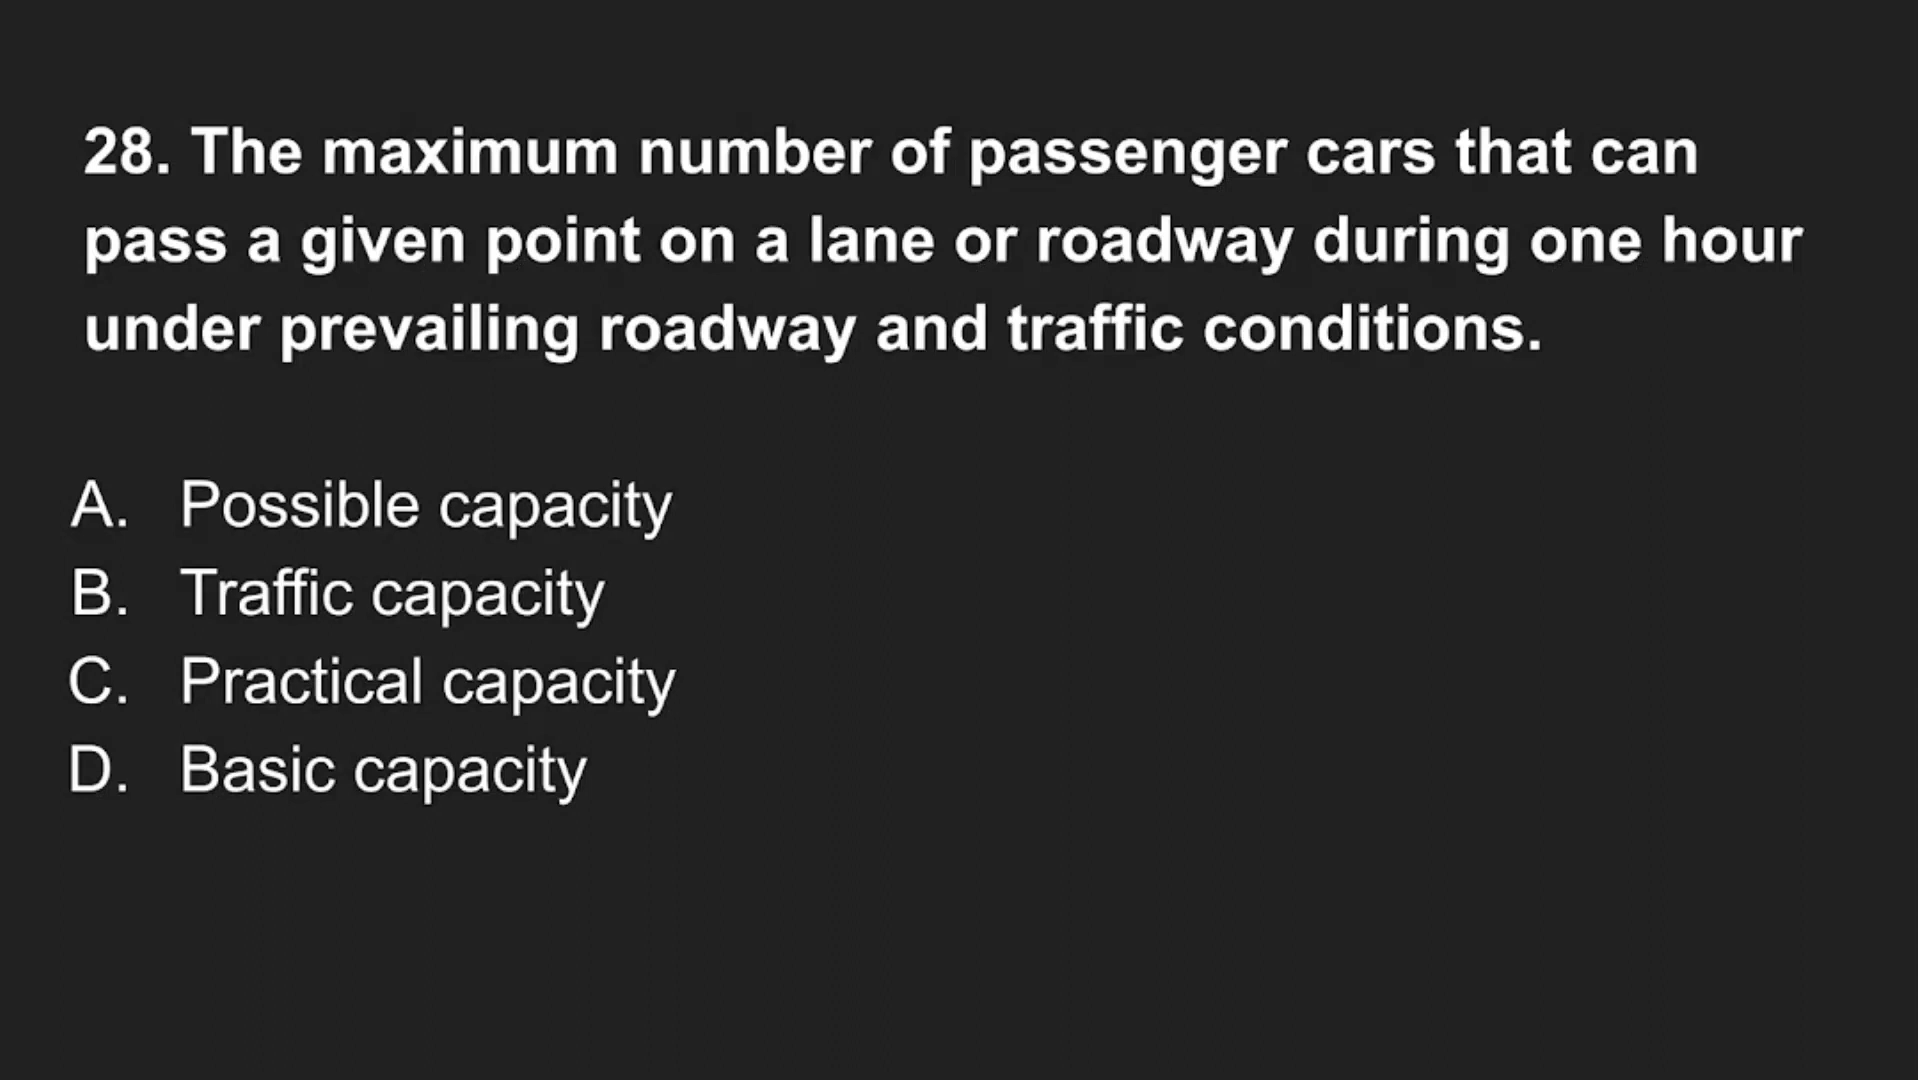 28. The maximum number of passenger cars that can
pass a given point on a lane or roadway during one hour
under prevailing roadway and traffic conditions.
A. Possible capacity
B. Traffic capacity
C. Practical capacity
D. Basic capacity